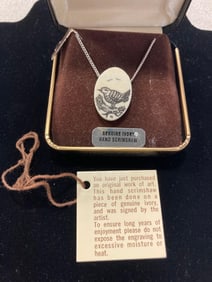 GENUINE IVORY
HAND SCRIMSHAW
You have just purchased
an original work of art;
this hand scrimshaw
has been done on a
piece of genuine ivory,
and was signed by the
artist.
To ensure long years of
enjoyment please do not
expose the engraving to
excessive moisture or
heat.